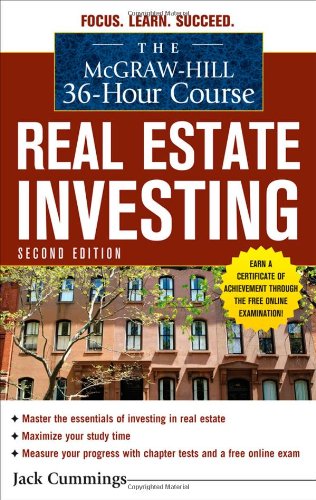 FOCUS. LEARN. SUCCEED.
THE
McGRAW-HILL
36-Hour Course
REAL ESTATE
INVESTING
SECOND EDITION
EARN A
CERTIFICATE OF
ACHIEVEMENT THROUGH
THE FREE ONLINE
EXAMINATION!
Master the essentials of investing in real estate
Maximize your study time
Measure your progress with chapter tests and a free online exam
Jack Cummings